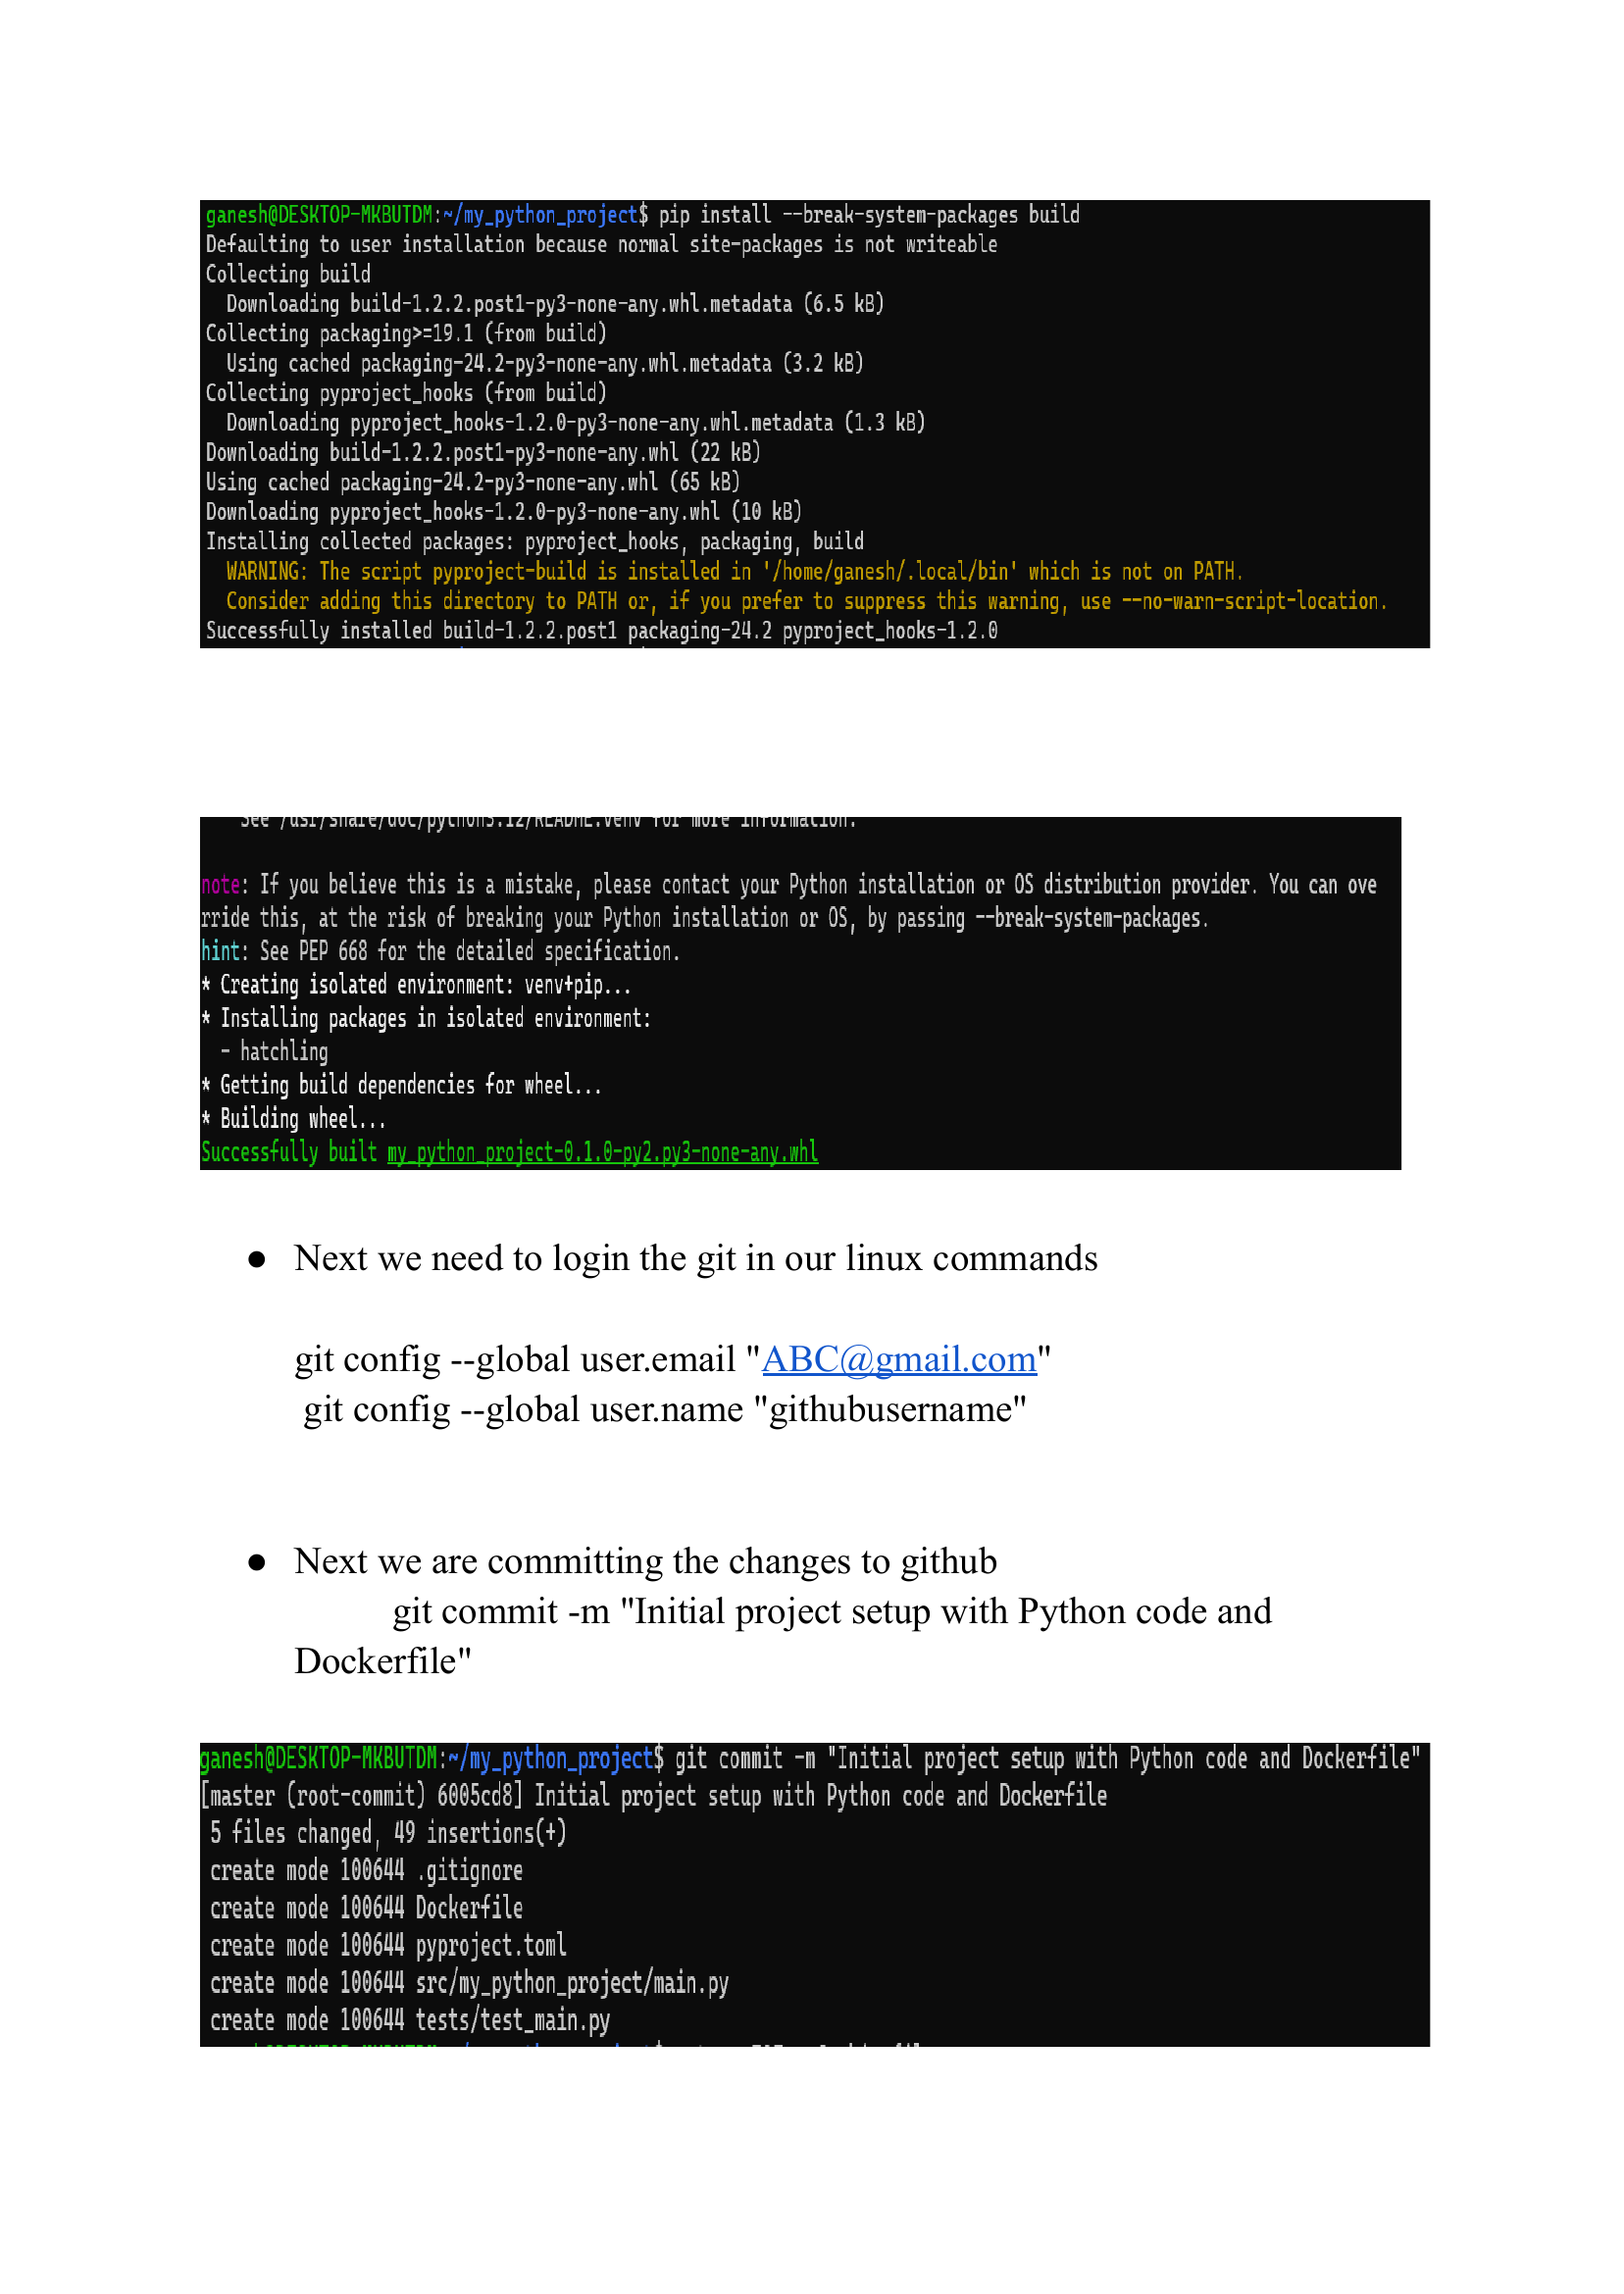 ganesh@DESKTOP-MKBUTDM:~/my_python_project$ pip install --break-system-packages build
Defaulting to user installation because normal site-packages is not writeable
Collecting build
  Downloading build-1.2.2.post1-py3-none-any.whl.metadata (6.5 kB)
Collecting packaging>=19.1 (from build)
  Using cached packaging-24.2-py3-none-any.whl.metadata (3.2 kB)
Collecting pyproject_hooks (from build)
  Downloading pyproject_hooks-1.2.0-py3-none-any.whl.metadata (1.3 kB)
Downloading build-1.2.2.post1-py3-none-any.whl (22 kB)
Using cached packaging-24.2-py3-none-any.whl (65 kB)
Downloading pyproject_hooks-1.2.0-py3-none-any.whl (10 kB)
Installing collected packages: pyproject_hooks, packaging, build
  WARNING: The script pyproject-build is installed in '/home/ganesh/.local/bin' which is not on PATH.
  Consider adding this directory to PATH or, if you prefer to suppress this warning, use --no-warn-script-location.
Successfully installed build-1.2.2.post1 packaging-24.2 pyproject_hooks-1.2.0
See /usr/share/doc/python3.12/README.venv for more information.
note: If you believe this is a mistake, please contact your Python installation or OS distribution provider. You can ove
rride this, at the risk of breaking your Python installation or OS, by passing --break-system-packages.
hint: See PEP 668 for the detailed specification.
* Creating isolated environment: venv+pip...
* Installing packages in isolated environment:
  - hatchling
* Getting build dependencies for wheel...
* Building wheel...
Successfully built my_python_project-0.1.0-py2.py3-none-any.whl
● Next we need to login the git in our linux commands
git config --global user.email "ABC@gmail.com"
git config --global user.name "githubusername"
● Next we are committing the changes to github
git commit -m "Initial project setup with Python code and
Dockerfile"
ganesh@DESKTOP-MKBUTDM:~/my_python_project$ git commit -m "Initial project setup with Python code and Dockerfile"
[master (root-commit) 6005cd8] Initial project setup with Python code and Dockerfile
 5 files changed, 49 insertions(+)
 create mode 100644 .gitignore
 create mode 100644 Dockerfile
 create mode 100644 pyproject.toml
 create mode 100644 src/my_python_project/main.py
 create mode 100644 tests/test_main.py